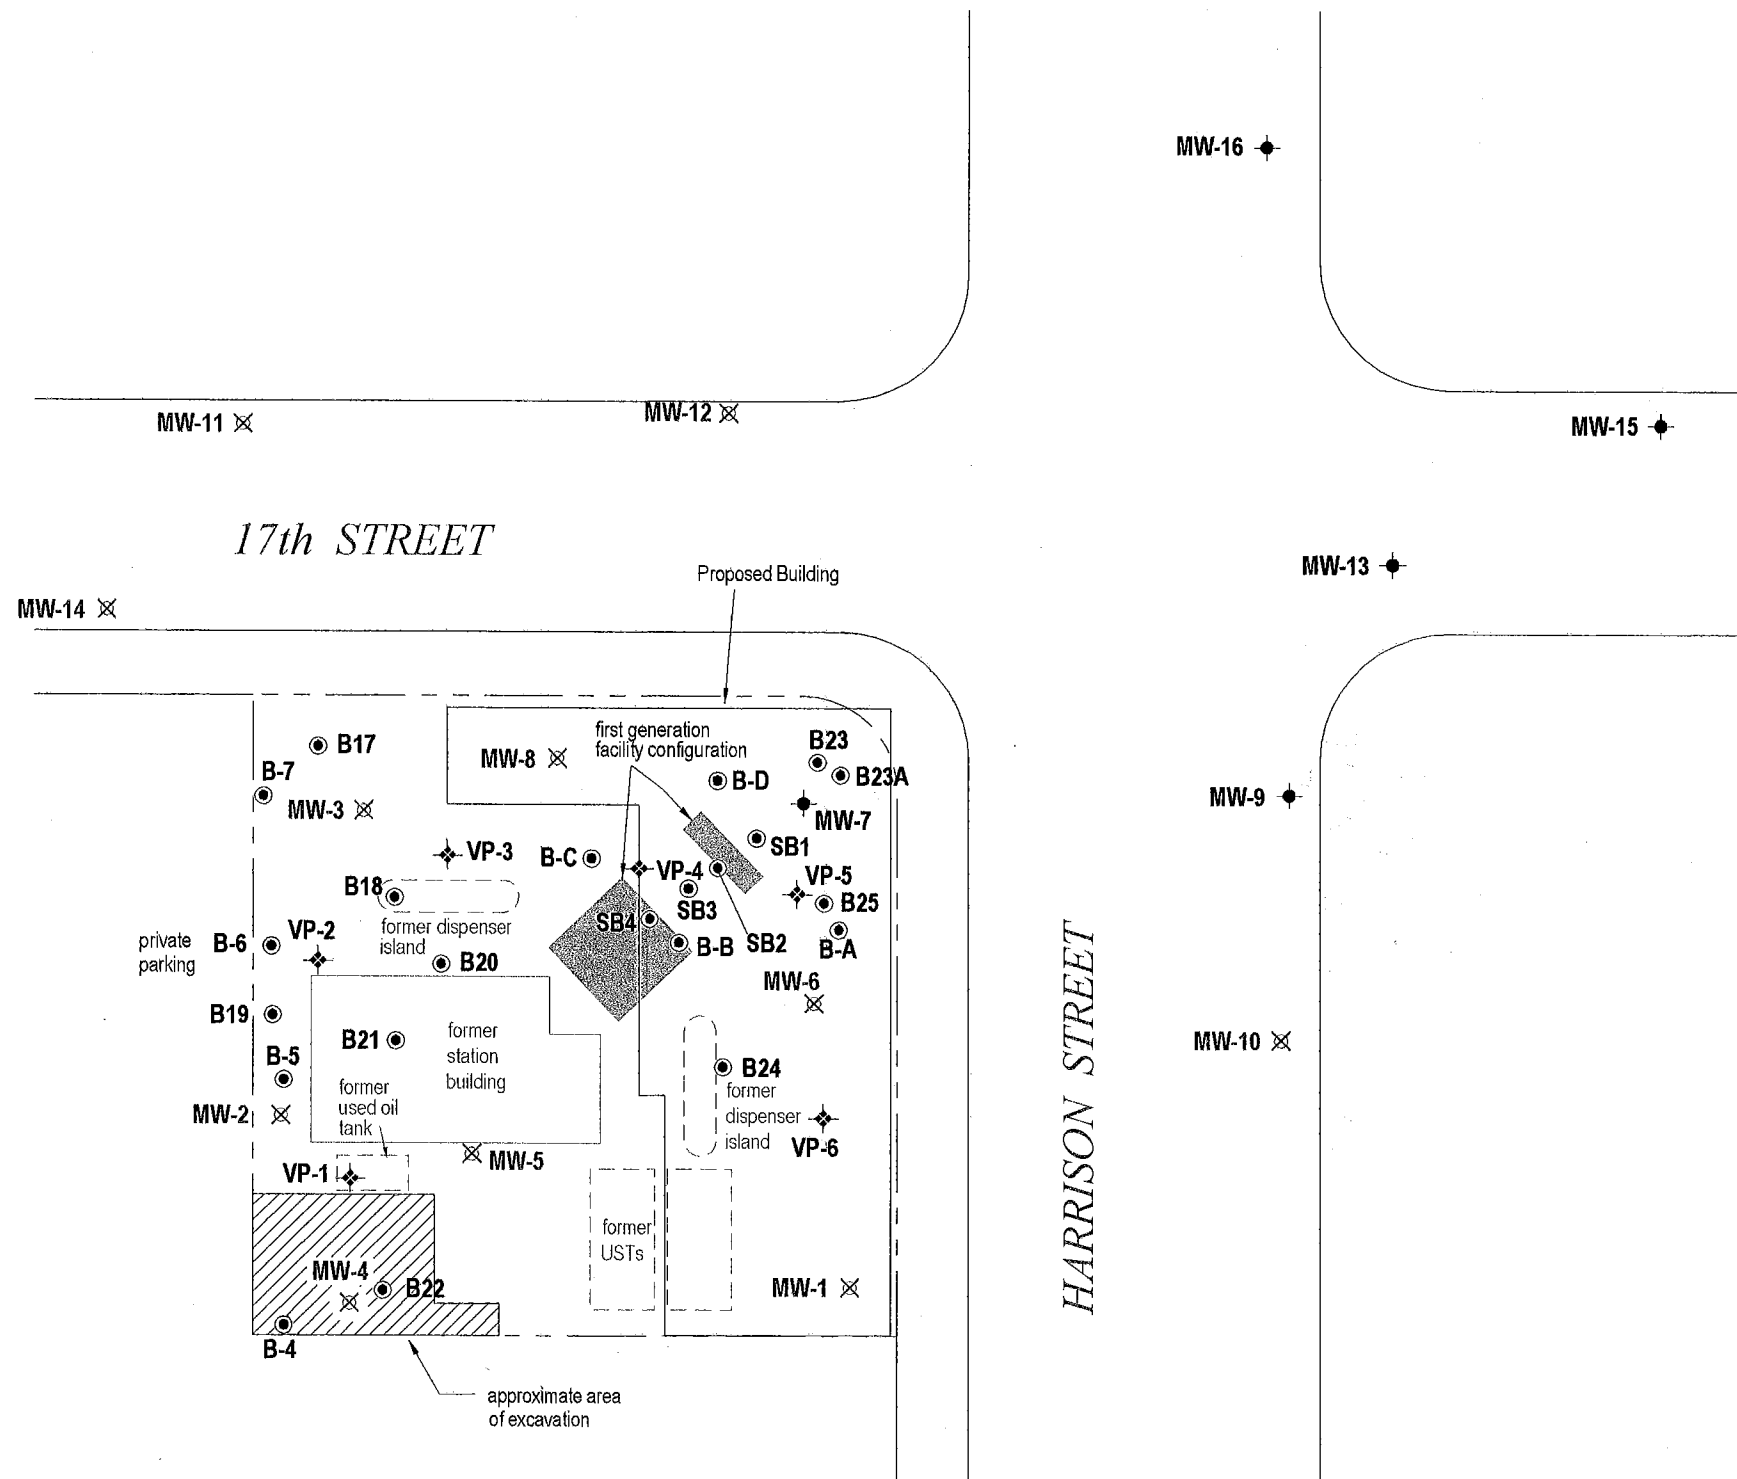 MW-16
MW-11
MW-12
MW-15
17th STREET
MW-13
Proposed Building
MW-14
first generation
facility configuration
B17
MW-8
B23
B-7
B-D
B23A
MW-9
MW-3
MW-7
SB1
VP-3
B-C
VP-4
VP-5
B18
SB3
B25
SB4
former dispenser
island
VP-2
private
parking
B-6
B-B
SB2
B-A
B20
MW-6
B19
HARRISON STREET
B21
former
station
building
MW-10
B-5
B24
former
used oil
tank
former
dispenser
island
MW-2
VP-6
MW-5
VP-1
former
USTs
MW-4
B22
MW-1
B-4
approximate area
of excavation